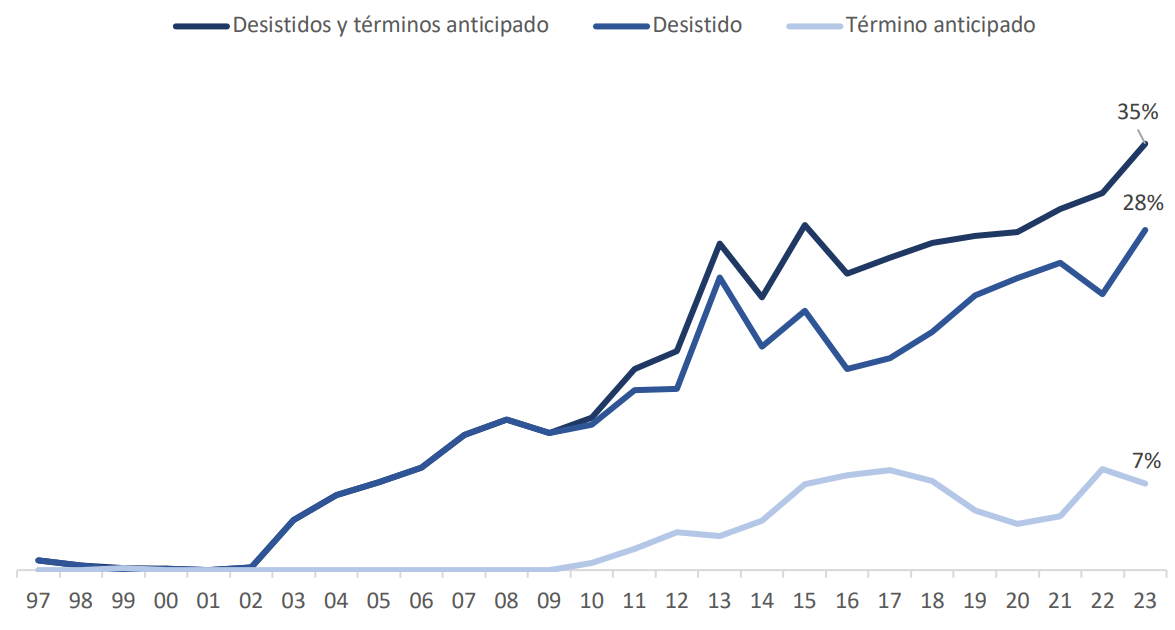 Desistidos y términos anticipado Desistido Término anticipado
35%
28%
7%
97 98 99 00 01 02 03 04 05 06 07 08 09 10 11 12 13 14 15 16 17 18 19 20 21 22 23